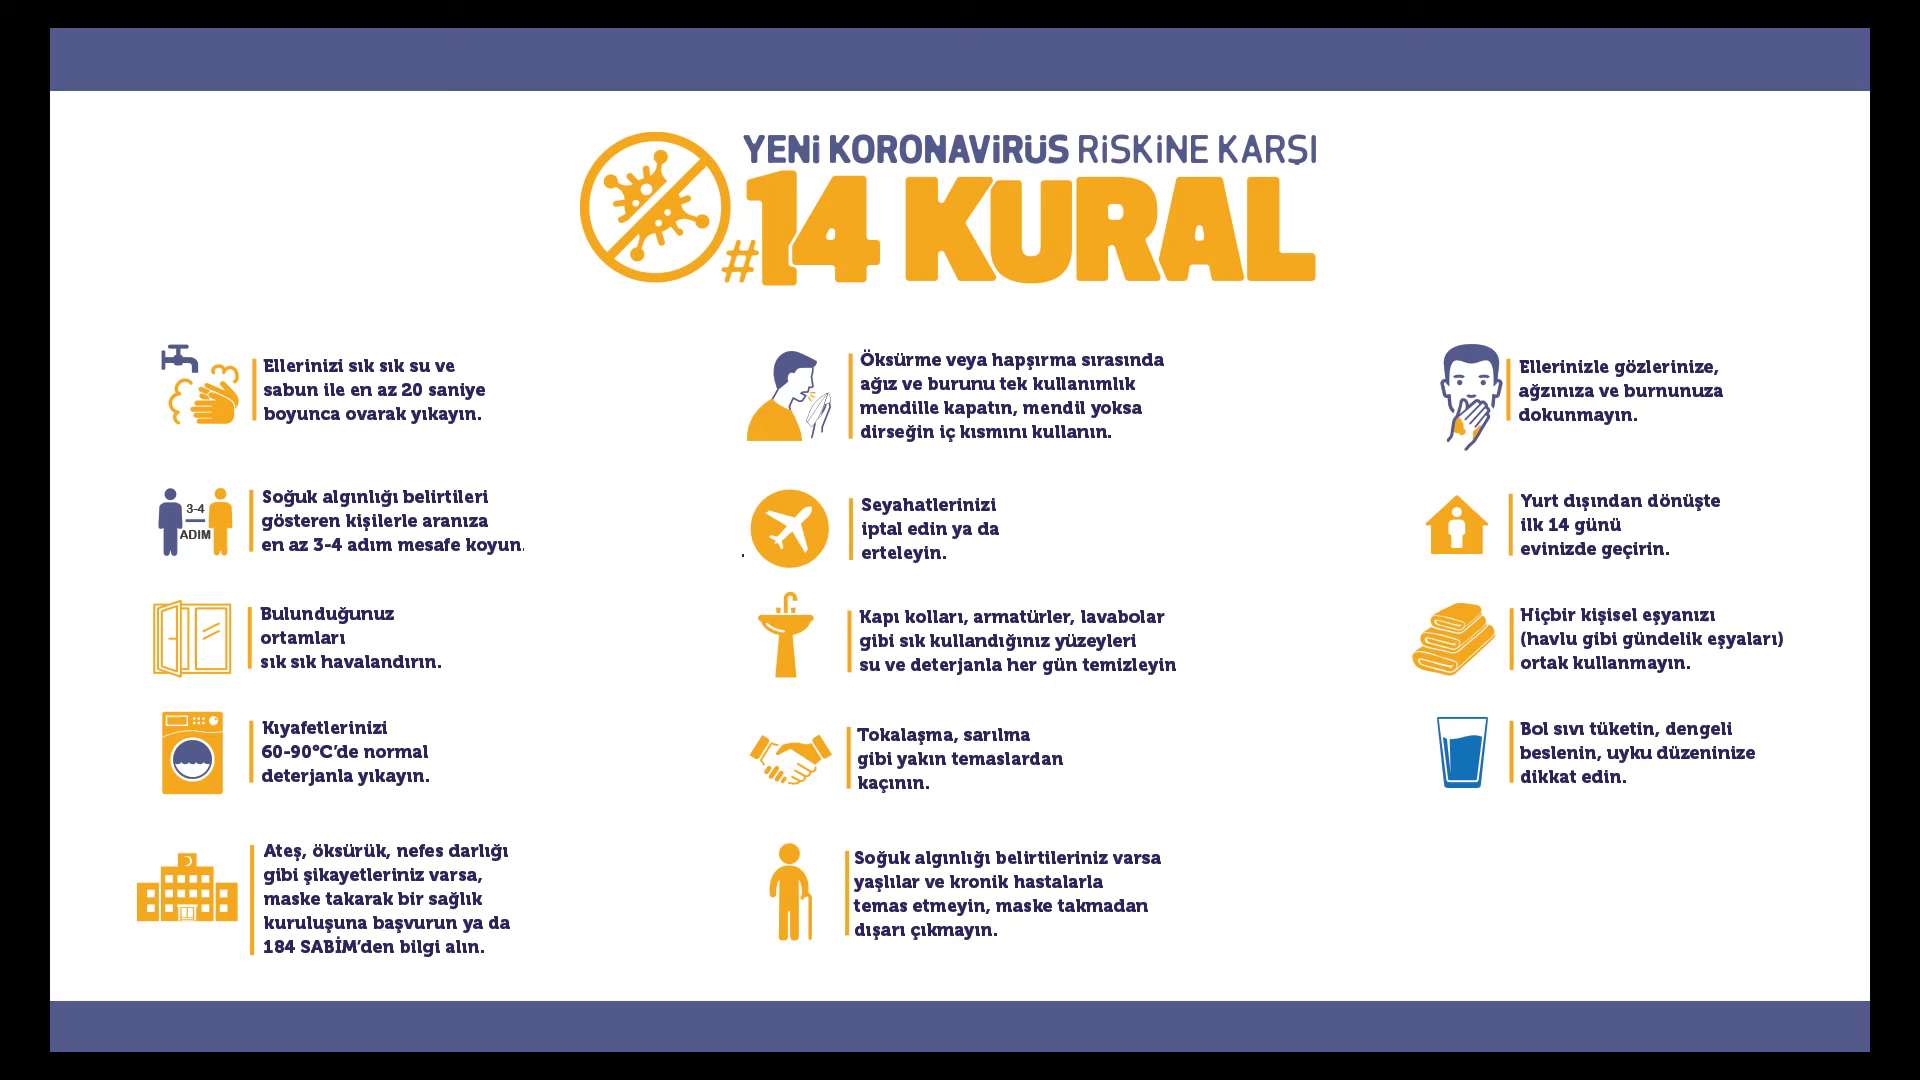 YENİ KORONAVİRÜS RİSKİNE KARŞI
#14 KURAL
Ellerinizi sık sık su ve
sabun ile en az 20 saniye
boyunca ovarak yıkayın.
Öksürme veya hapşırma sırasında
ağız ve burunu tek kullanımlık
mendille kapatın, mendil yoksa
dirseğin iç kısmını kullanın.
Ellerinizle gözlerinize,
ağzınıza ve burnunuza
dokunmayın.
3-4
ADIM
Soğuk algınlığı belirtileri
gösteren kişilerle aranıza
en az 3-4 adım mesafe koyun.
Seyahatlerinizi
iptal edin ya da
erteleyin.
Yurt dışından dönüşte
ilk 14 günü
evinizde geçirin.
Bulunduğunuz
ortamları
sık sık havalandırın.
Kapı kolları, armatürler, lavabolar
gibi sık kullandığınız yüzeyleri
su ve deterjanla her gün temizleyin
Hiçbir kişisel eşyanızı
(havlu gibi gündelik eşyaları)
ortak kullanmayın.
Kıyafetlerinizi
60-90°C'de normal
deterjanla yıkayın.
Tokalaşma, sarılma
gibi yakın temaslardan
kaçının.
Bol sıvı tüketin, dengeli
beslenin, uyku düzeninize
dikkat edin.
Ateş, öksürük, nefes darlığı
gibi şikayetleriniz varsa,
maske takarak bir sağlık
kuruluşuna başvurun ya da
184 SABİM'den bilgi alın.
Soğuk algınlığı belirtileriniz varsa
yaşlılar ve kronik hastalarla
temas etmeyin, maske takmadan
dışarı çıkmayın.